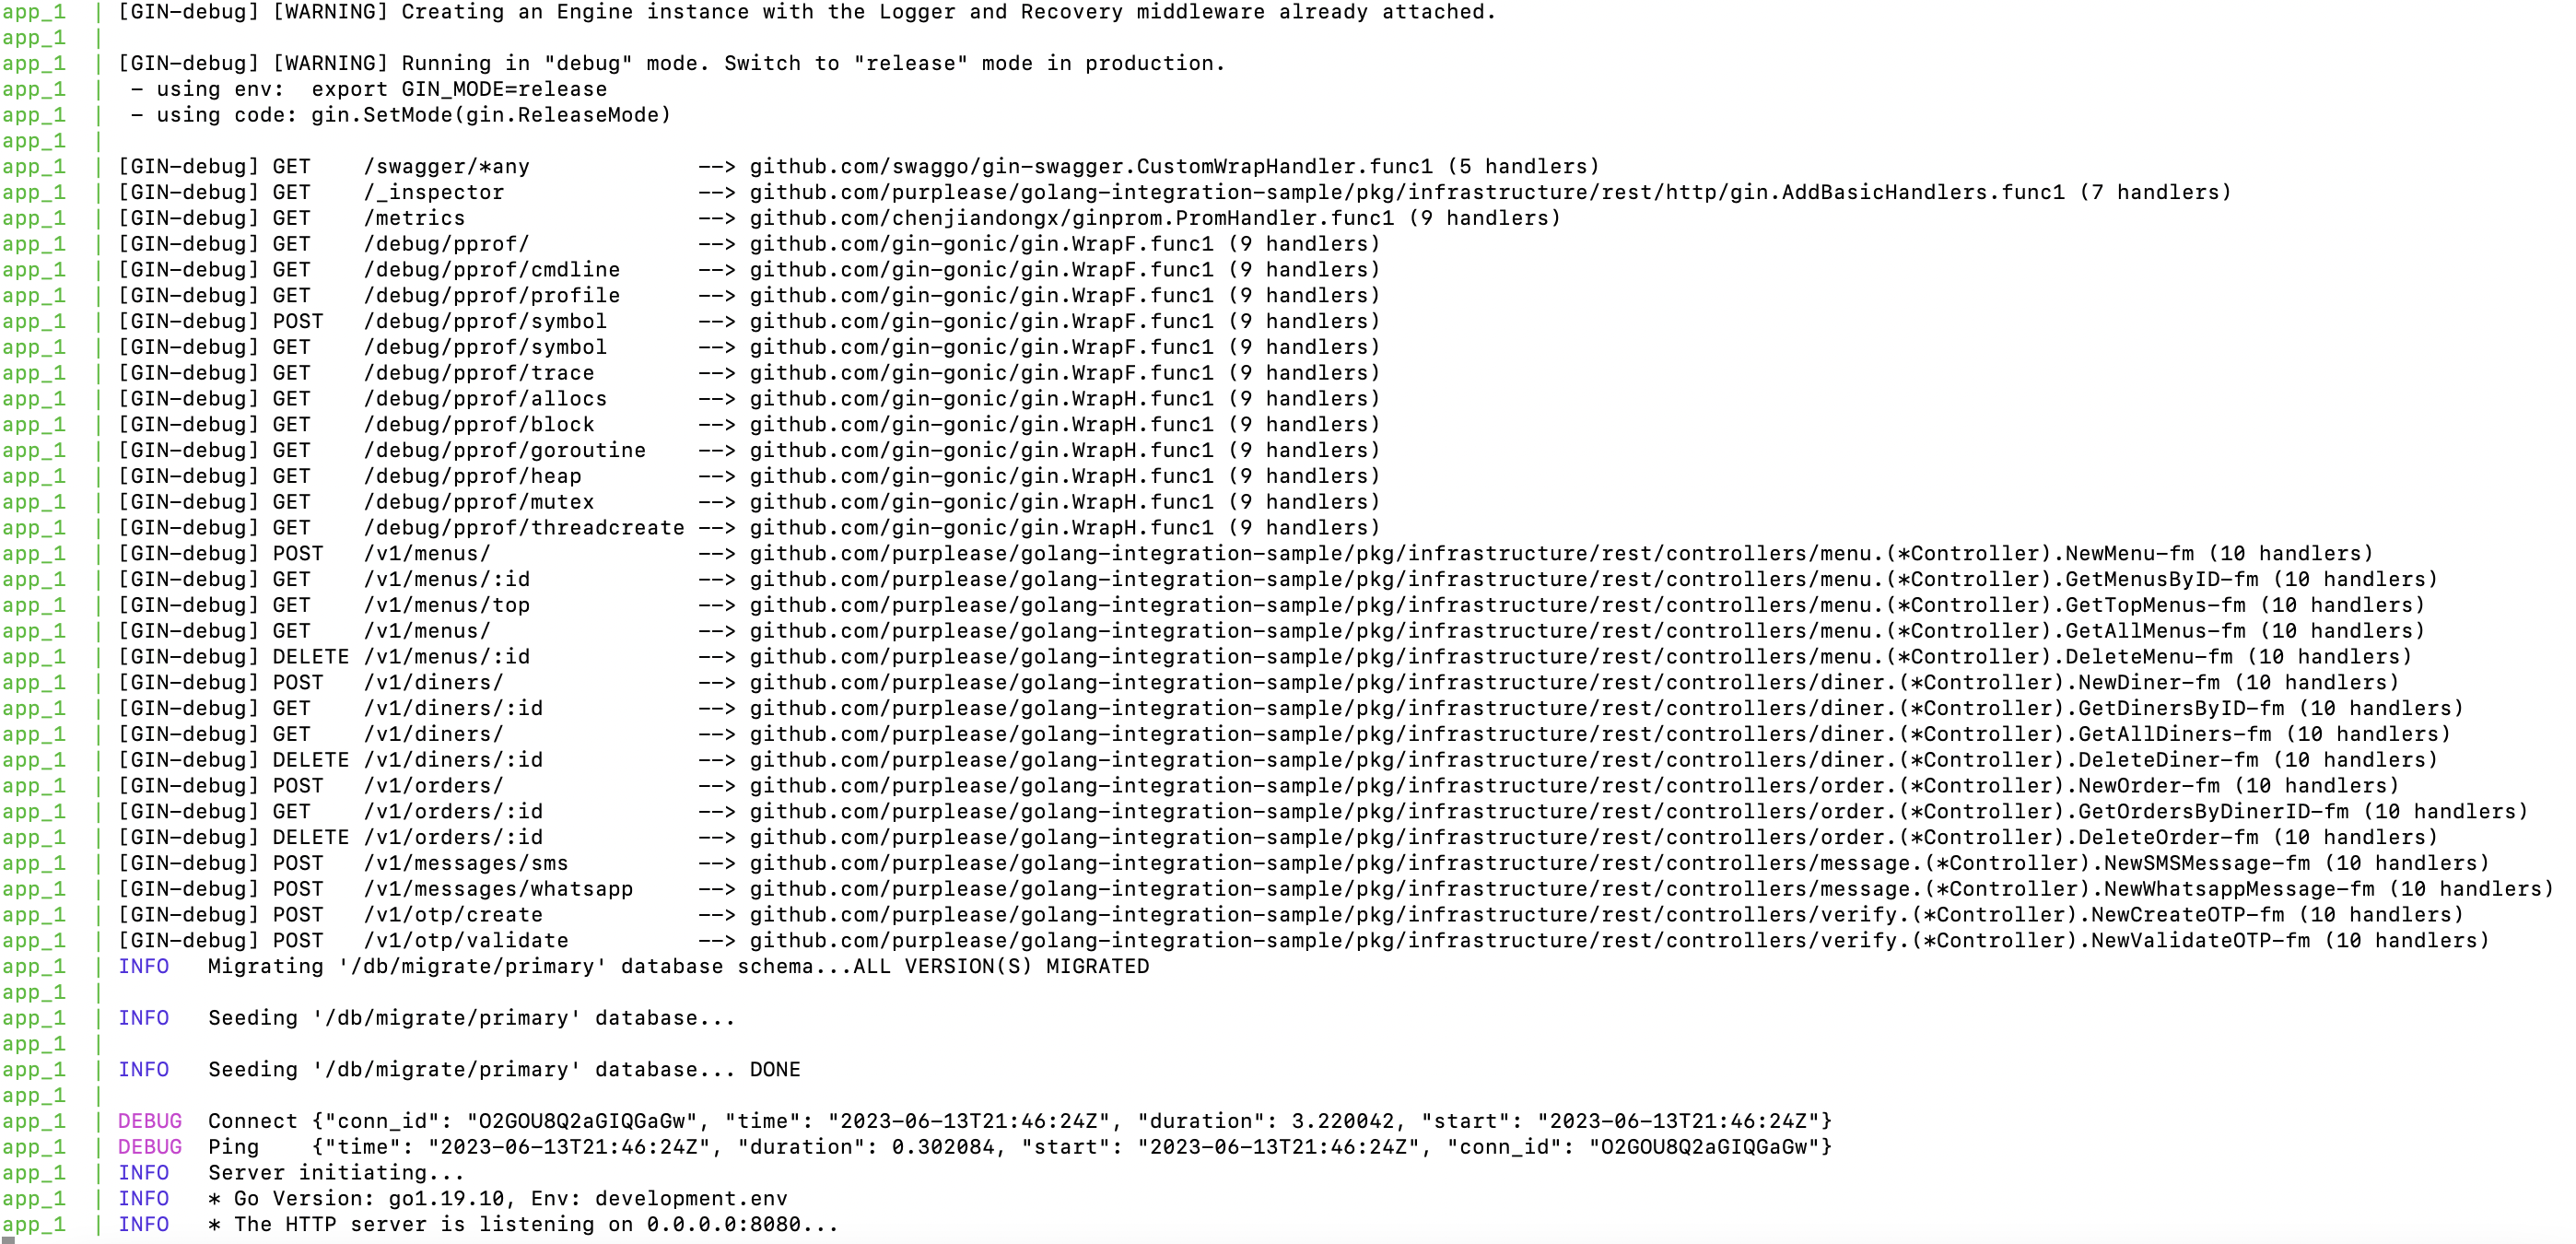 app_1  | [GIN-debug] [WARNING] Creating an Engine instance with the Logger and Recovery middleware already attached.
app_1  |
app_1  | [GIN-debug] [WARNING] Running in "debug" mode. Switch to "release" mode in production.
app_1  |  - using env:  export GIN_MODE=release
app_1  |  - using code: gin.SetMode(gin.ReleaseMode)
app_1  |
app_1  | [GIN-debug] GET    /swagger/*any             --> github.com/swaggo/gin-swagger.CustomWrapHandler.func1 (5 handlers)
app_1  | [GIN-debug] GET    /_inspector               --> github.com/purplease/golang-integration-sample/pkg/infrastructure/rest/http/gin.AddBasicHandlers.func1 (7 handlers)
app_1  | [GIN-debug] GET    /metrics                  --> github.com/chenjiandongx/ginprom.PromHandler.func1 (9 handlers)
app_1  | [GIN-debug] GET    /debug/pprof/             --> github.com/gin-gonic/gin.WrapF.func1 (9 handlers)
app_1  | [GIN-debug] GET    /debug/pprof/cmdline      --> github.com/gin-gonic/gin.WrapF.func1 (9 handlers)
app_1  | [GIN-debug] GET    /debug/pprof/profile      --> github.com/gin-gonic/gin.WrapF.func1 (9 handlers)
app_1  | [GIN-debug] POST   /debug/pprof/symbol       --> github.com/gin-gonic/gin.WrapF.func1 (9 handlers)
app_1  | [GIN-debug] GET    /debug/pprof/symbol       --> github.com/gin-gonic/gin.WrapF.func1 (9 handlers)
app_1  | [GIN-debug] GET    /debug/pprof/trace        --> github.com/gin-gonic/gin.WrapF.func1 (9 handlers)
app_1  | [GIN-debug] GET    /debug/pprof/allocs       --> github.com/gin-gonic/gin.WrapH.func1 (9 handlers)
app_1  | [GIN-debug] GET    /debug/pprof/block        --> github.com/gin-gonic/gin.WrapH.func1 (9 handlers)
app_1  | [GIN-debug] GET    /debug/pprof/goroutine    --> github.com/gin-gonic/gin.WrapH.func1 (9 handlers)
app_1  | [GIN-debug] GET    /debug/pprof/heap         --> github.com/gin-gonic/gin.WrapH.func1 (9 handlers)
app_1  | [GIN-debug] GET    /debug/pprof/mutex        --> github.com/gin-gonic/gin.WrapH.func1 (9 handlers)
app_1  | [GIN-debug] GET    /debug/pprof/threadcreate --> github.com/gin-gonic/gin.WrapH.func1 (9 handlers)
app_1  | [GIN-debug] POST   /v1/menus/                --> github.com/purplease/golang-integration-sample/pkg/infrastructure/rest/controllers/menu.(*Controller).NewMenu-fm (10 handlers)
app_1  | [GIN-debug] GET    /v1/menus/:id             --> github.com/purplease/golang-integration-sample/pkg/infrastructure/rest/controllers/menu.(*Controller).GetMenusByID-fm (10 handlers)
app_1  | [GIN-debug] GET    /v1/menus/top             --> github.com/purplease/golang-integration-sample/pkg/infrastructure/rest/controllers/menu.(*Controller).GetTopMenus-fm (10 handlers)
app_1  | [GIN-debug] GET    /v1/menus/                --> github.com/purplease/golang-integration-sample/pkg/infrastructure/rest/controllers/menu.(*Controller).GetAllMenus-fm (10 handlers)
app_1  | [GIN-debug] DELETE /v1/menus/:id             --> github.com/purplease/golang-integration-sample/pkg/infrastructure/rest/controllers/menu.(*Controller).DeleteMenu-fm (10 handlers)
app_1  | [GIN-debug] POST   /v1/diners/               --> github.com/purplease/golang-integration-sample/pkg/infrastructure/rest/controllers/diner.(*Controller).NewDiner-fm (10 handlers)
app_1  | [GIN-debug] GET    /v1/diners/:id            --> github.com/purplease/golang-integration-sample/pkg/infrastructure/rest/controllers/diner.(*Controller).GetDinersByID-fm (10 handlers)
app_1  | [GIN-debug] GET    /v1/diners/               --> github.com/purplease/golang-integration-sample/pkg/infrastructure/rest/controllers/diner.(*Controller).GetAllDiners-fm (10 handlers)
app_1  | [GIN-debug] DELETE /v1/diners/:id            --> github.com/purplease/golang-integration-sample/pkg/infrastructure/rest/controllers/diner.(*Controller).DeleteDiner-fm (10 handlers)
app_1  | [GIN-debug] POST   /v1/orders/               --> github.com/purplease/golang-integration-sample/pkg/infrastructure/rest/controllers/order.(*Controller).NewOrder-fm (10 handlers)
app_1  | [GIN-debug] GET    /v1/orders/:id            --> github.com/purplease/golang-integration-sample/pkg/infrastructure/rest/controllers/order.(*Controller).GetOrdersByDinerID-fm (10 handlers)
app_1  | [GIN-debug] DELETE /v1/orders/:id            --> github.com/purplease/golang-integration-sample/pkg/infrastructure/rest/controllers/order.(*Controller).DeleteOrder-fm (10 handlers)
app_1  | [GIN-debug] POST   /v1/messages/sms          --> github.com/purplease/golang-integration-sample/pkg/infrastructure/rest/controllers/message.(*Controller).NewSMSMessage-fm (10 handlers)
app_1  | [GIN-debug] POST   /v1/messages/whatsapp     --> github.com/purplease/golang-integration-sample/pkg/infrastructure/rest/controllers/message.(*Controller).NewWhatsappMessage-fm (10 handlers)
app_1  | [GIN-debug] POST   /v1/otp/create            --> github.com/purplease/golang-integration-sample/pkg/infrastructure/rest/controllers/verify.(*Controller).NewCreateOTP-fm (10 handlers)
app_1  | [GIN-debug] POST   /v1/otp/validate          --> github.com/purplease/golang-integration-sample/pkg/infrastructure/rest/controllers/verify.(*Controller).NewValidateOTP-fm (10 handlers)
app_1  | INFO   Migrating '/db/migrate/primary' database schema...ALL VERSION(S) MIGRATED
app_1  |
app_1  | INFO   Seeding '/db/migrate/primary' database...
app_1  |
app_1  | INFO   Seeding '/db/migrate/primary' database... DONE
app_1  |
app_1  | DEBUG  Connect {"conn_id": "O2GOU8Q2aGIQGaGw", "time": "2023-06-13T21:46:24Z", "duration": 3.220042, "start": "2023-06-13T21:46:24Z"}
app_1  | DEBUG  Ping    {"time": "2023-06-13T21:46:24Z", "duration": 0.302084, "start": "2023-06-13T21:46:24Z", "conn_id": "O2GOU8Q2aGIQGaGw"}
app_1  | INFO   Server initiating...
app_1  | INFO   * Go Version: go1.19.10, Env: development.env
app_1  | INFO   * The HTTP server is listening on 0.0.0.0:8080...